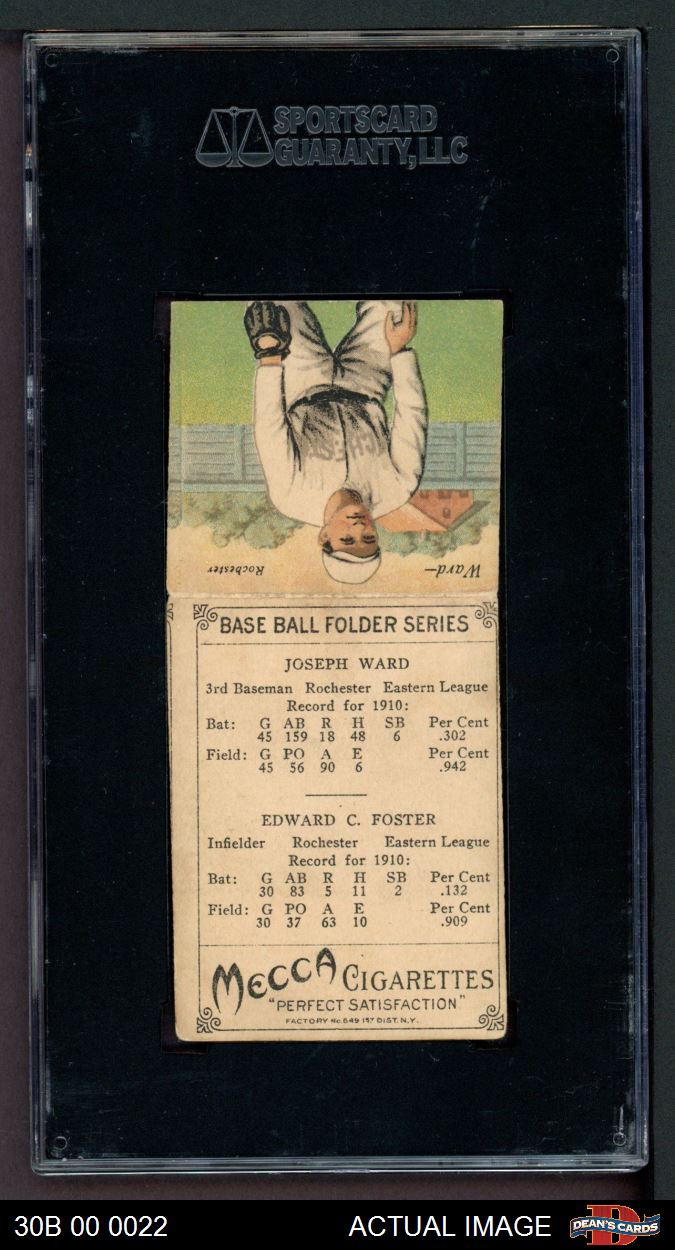 SPORTSCARD
GUARANTY, LLC
Ward—
Rochester
BASE BALL FOLDER SERIES
JOSEPH WARD
3rd Baseman Rochester Eastern League
Record for 1910:
Bat: G AB R H SB Per Cent
45 159 18 48 6 .302
Field: G PO A E Per Cent
45 56 90 6 .942
EDWARD C. FOSTER
Infielder Rochester Eastern League
Record for 1910:
Bat: G AB R H SB Per Cent
30 83 5 11 2 .132
Field: G PO A E Per Cent
30 37 63 10 .909
MECCA CIGARETTES
"PERFECT SATISFACTION"
FACTORY No. 649 1ST DIST. N.Y.
30B 00 0022
ACTUAL IMAGE
DEAN'S CARDS